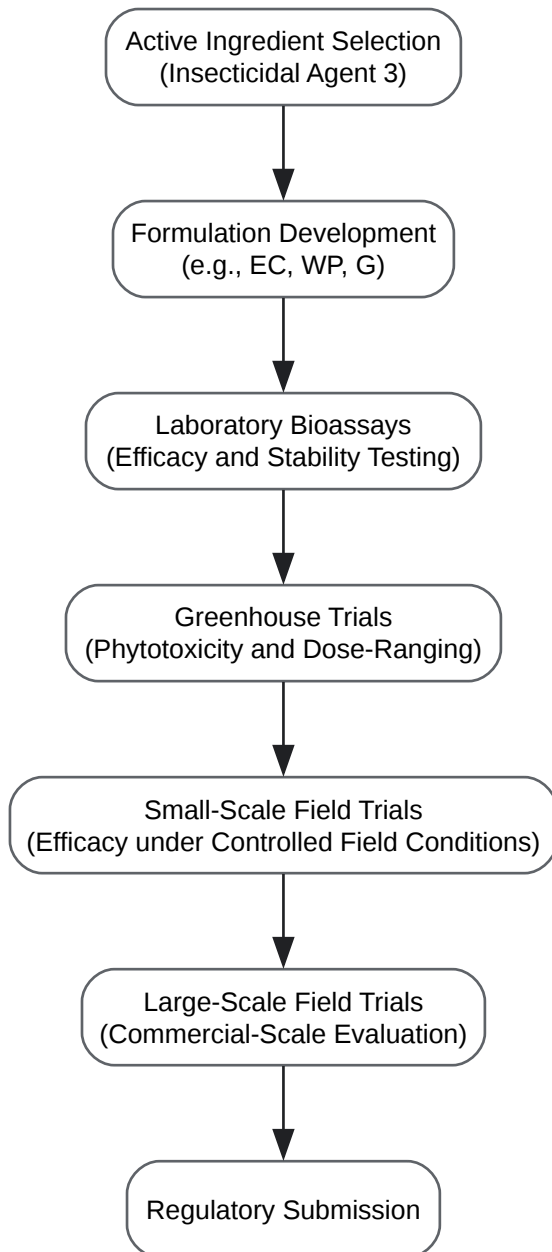 Active Ingredient Selection
(Insecticidal Agent 3)
Formulation Development
(e.g., EC, WP, G)
Laboratory Bioassays
(Efficacy and Stability Testing)
Greenhouse Trials
(Phytotoxicity and Dose-Ranging)
Small-Scale Field Trials
(Efficacy under Controlled Field Conditions)
Large-Scale Field Trials
(Commercial-Scale Evaluation)
Regulatory Submission